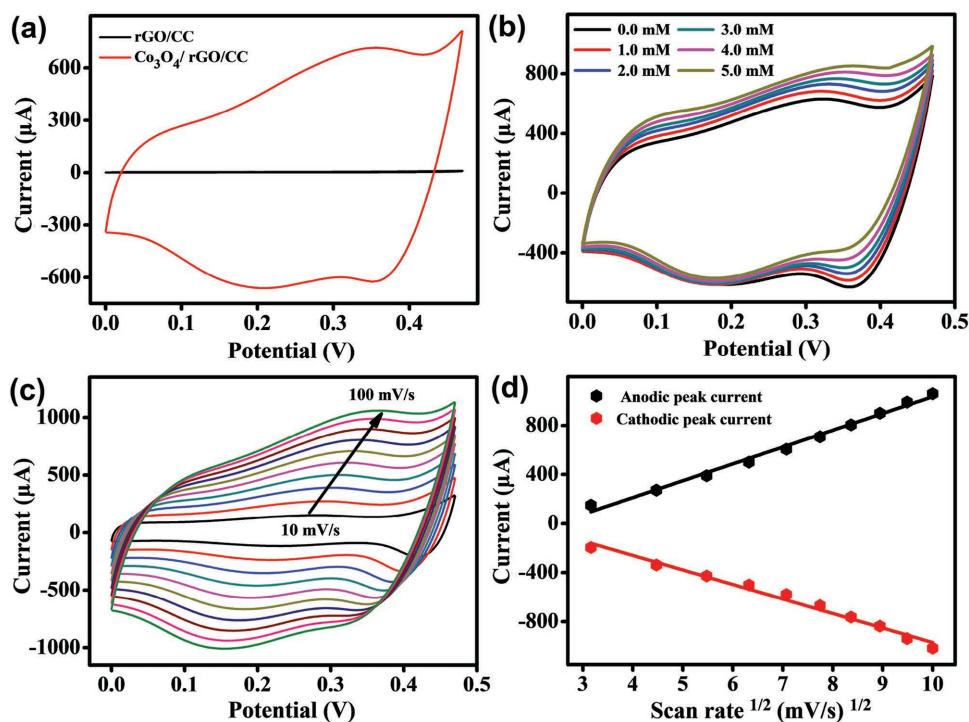 (a)
rGO/CC
Co₃O₄/ rGO/CC
600
300
0
-300
-600
0.0 0.1 0.2 0.3 0.4
Current (μA)
Potential (V)
(b)
0.0 mM 3.0 mM
1.0 mM 4.0 mM
2.0 mM 5.0 mM
800
400
0
-400
0.0 0.1 0.2 0.3 0.4 0.5
Current (μA)
Potential (V)
(c)
100 mV/s
10 mV/s
1000
500
0
-500
-1000
0.0 0.1 0.2 0.3 0.4 0.5
Current (μA)
Potential (V)
(d)
Anodic peak current
Cathodic peak current
800
400
0
-400
-800
3 4 5 6 7 8 9 10
Current (μA)
Scan rate ¹/² (mV/s) ¹/²